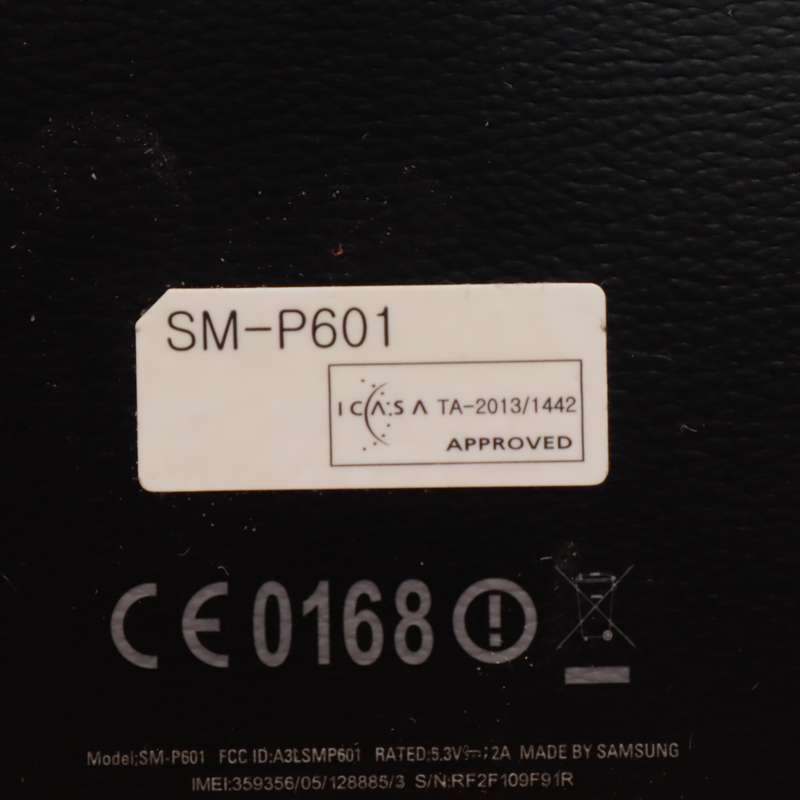 SM-P601
ICASA TA-2013/1442
APPROVED
CE0168
Model:SM-P601 FCC ID:A3LSMP601 RATED:5.3V⎓;2A MADE BY SAMSUNG
IMEI:359356/05/128885/3 S/N:RF2F109F91R